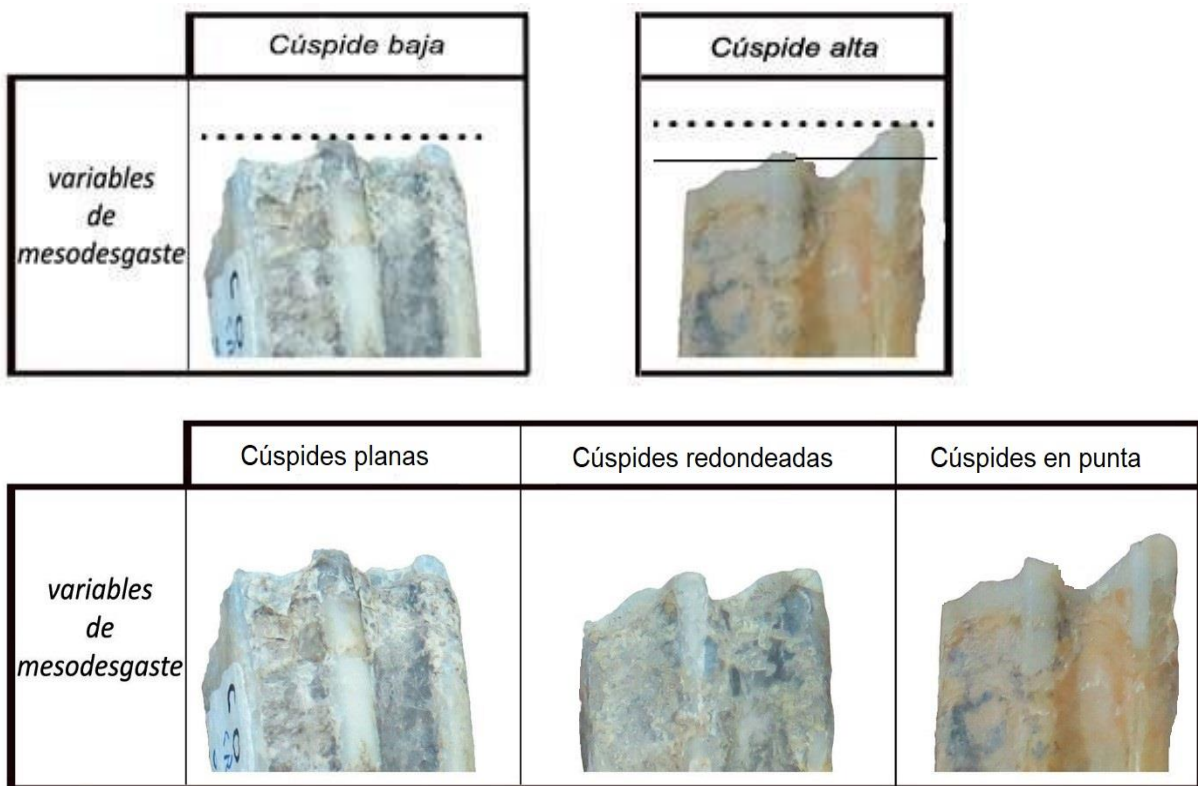 Cúspide baja
Cúspide alta
variables
de
mesodesgaste
Cúspides planas
Cúspides redondeadas
Cúspides en punta
variables
de
mesodesgaste